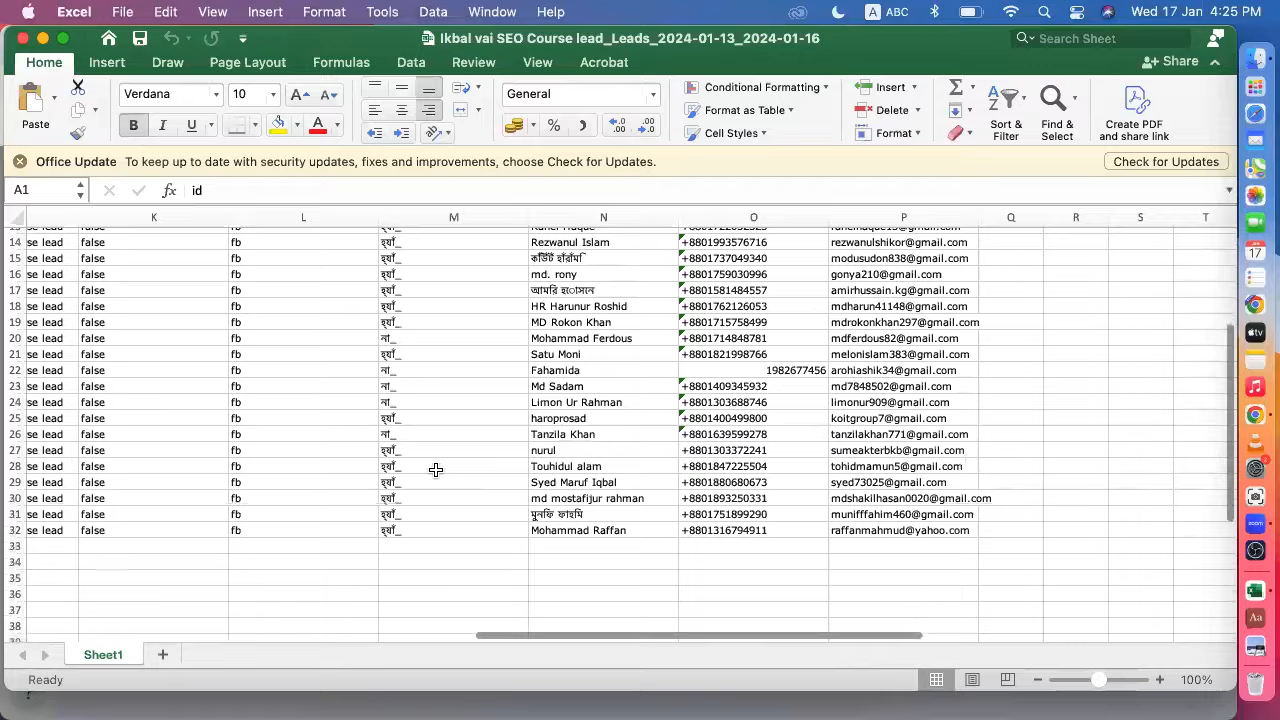 Excel File Edit View Insert Format Tools Data Window Help A ABC Wed 17 Jan 4:25 PM
Ikbal vai SEO Course lead_Leads_2024-01-13_2024-01-16 Search Sheet
Home Insert Draw Page Layout Formulas Data Review View Acrobat Share
Paste Verdana 10 General Conditional Formatting Insert
B I U A Format as Table Delete Sort & Filter Find & Select Create PDF and share link
Cell Styles Format
Office Update To keep up to date with security updates, fixes and improvements, choose Check for Updates. Check for Updates
A1 fx id
K L M N O P Q R S T
14 se lead false fb হ্যাঁ_ Rezwanul Islam +8801993576716 rezwanulshikor@gmail.com
15 se lead false fb হ্যাঁ_ +8801737049340 modusudon838@gmail.com
16 se lead false fb হ্যাঁ_ md. rony +8801759030996 gonya210@gmail.com
17 se lead false fb হ্যাঁ_ +8801581484557 amirhussain.kg@gmail.com
18 se lead false fb হ্যাঁ_ HR Harunur Roshid +8801762126053 mdharun41148@gmail.com
19 se lead false fb হ্যাঁ_ MD Rokon Khan +8801715758499 mdrokonkhan297@gmail.com
20 se lead false fb না_ Mohammad Ferdous +8801714848781 mdferdous82@gmail.com
21 se lead false fb হ্যাঁ_ Satu Moni +8801821998766 melonislam383@gmail.com
22 se lead false fb না_ Fahamida 1982677456 arohiashik34@gmail.com
23 se lead false fb না_ Md Sadam +8801409345932 md7848502@gmail.com
24 se lead false fb না_ Limon Ur Rahman +8801303688746 limonur909@gmail.com
25 se lead false fb হ্যাঁ_ haroprosad +8801400499800 koitgroup7@gmail.com
26 se lead false fb না_ Tanzila Khan +8801639599278 tanzilakhan771@gmail.com
27 se lead false fb হ্যাঁ_ nurul +8801303372241 sumeakterbkb@gmail.com
28 se lead false fb হ্যাঁ_ Touhidul alam +8801847225504 tohidmamun5@gmail.com
29 se lead false fb হ্যাঁ_ Syed Maruf Iqbal +8801880680673 syed73025@gmail.com
30 se lead false fb হ্যাঁ_ md mostafijur rahman +8801893250331 mdshakilhasan0020@gmail.com
31 se lead false fb হ্যাঁ_ মুনফি ফাহমি +8801751899290 munifffahim460@gmail.com
32 se lead false fb হ্যাঁ_ Mohammad Raffan +8801316794911 raffanmahmud@yahoo.com
33
34
35
36
37
38
Sheet1
Ready 100%